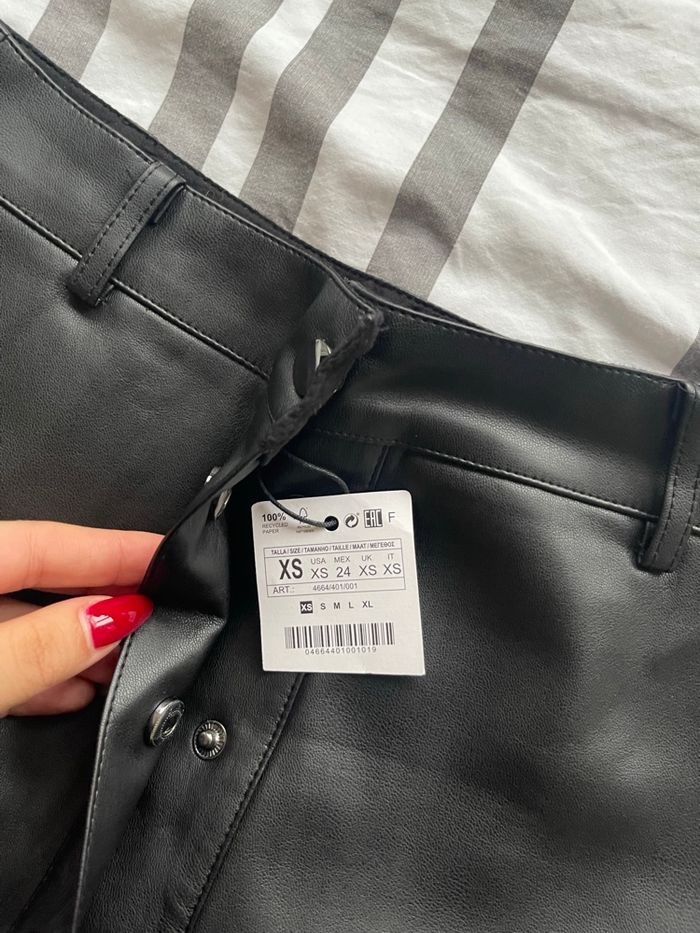 100%
RECYCLED
PAPER
EAC F
TALLA / SIZE / TAMANHO / TAILLE / MAAT / ΜΕΓΕΘΟΣ
XS
USA MEX UK IT
XS 24 XS XS
ART.: 4664/401/001
XS S M L XL
04664401001019